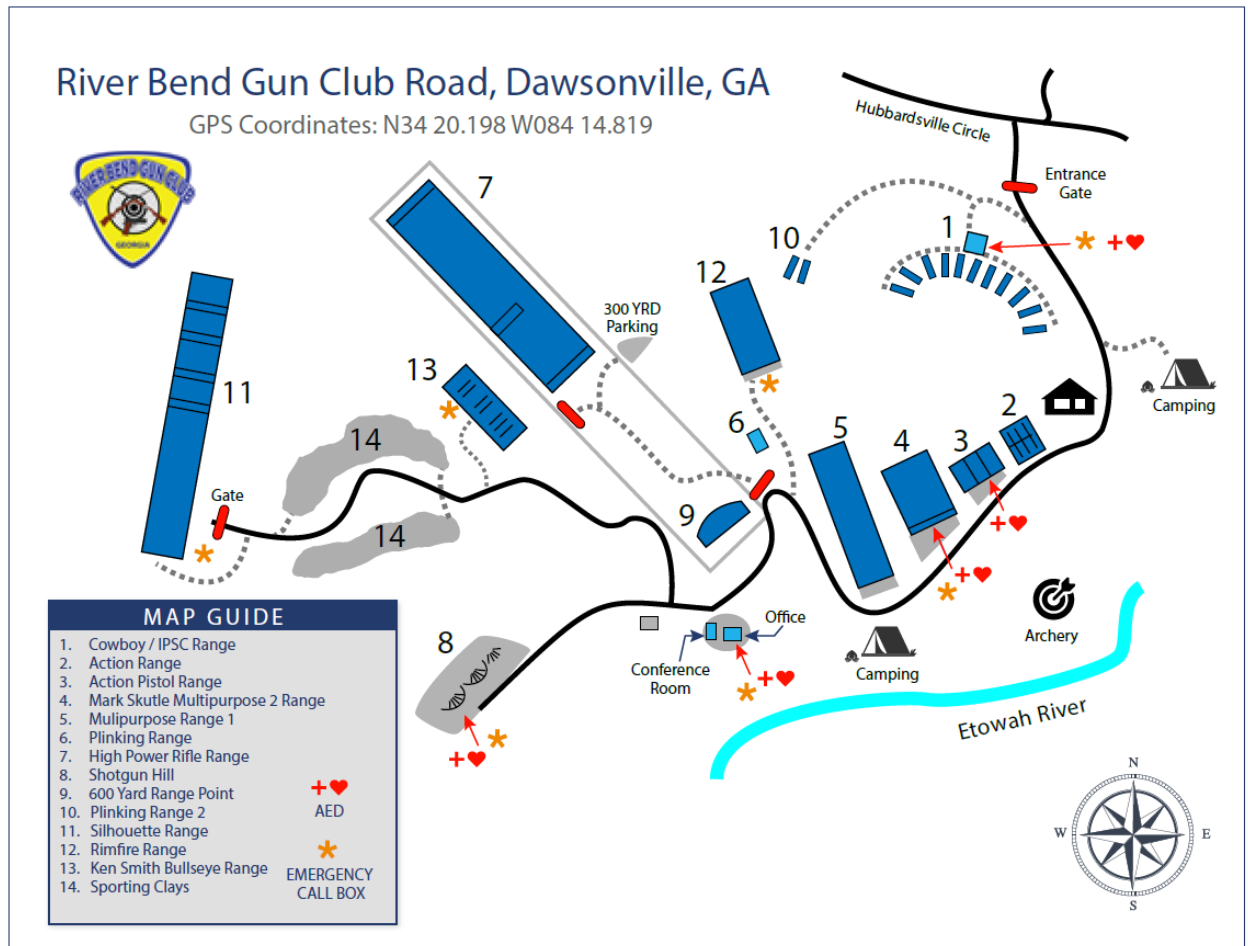 River Bend Gun Club Road, Dawsonville, GA
GPS Coordinates: N34 20.198 W084 14.819
RIVER BEND GUN CLUB
GEORGIA
Hubbardsville Circle
Entrance
Gate
7
1
10
12
300 YRD
Parking
13
11
Camping
2
6
5
4
3
14
Gate
9
14
8
Office
Conference
Room
Camping
Archery
Etowah River
MAP GUIDE
1. Cowboy / IPSC Range
2. Action Range
3. Action Pistol Range
4. Mark Skutle Multipurpose 2 Range
5. Mulipurpose Range 1
6. Plinking Range
7. High Power Rifle Range
8. Shotgun Hill
9. 600 Yard Range Point
10. Plinking Range 2
11. Silhouette Range
12. Rimfire Range
13. Ken Smith Bullseye Range
14. Sporting Clays
AED
EMERGENCY
CALL BOX
N
W
E
S